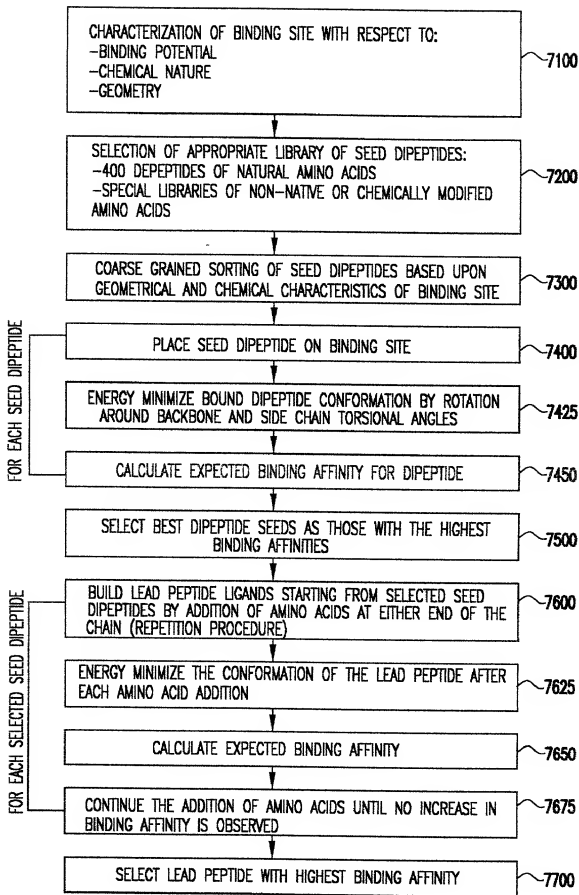 CHARACTERIZATION OF BINDING SITE WITH RESPECT TO:
-BINDING POTENTIAL
-CHEMICAL NATURE
-GEOMETRY
7100
SELECTION OF APPROPRIATE LIBRARY OF SEED DIPEPTIDES:
-400 DEPEPTIDES OF NATURAL AMINO ACIDS
-SPECIAL LIBRARIES OF NON-NATIVE OR CHEMICALLY MODIFIED
AMINO ACIDS
7200
COARSE GRAINED SORTING OF SEED DIPEPTIDES BASED UPON
GEOMETRICAL AND CHEMICAL CHARACTERISTICS OF BINDING SITE
7300
FOR EACH SEED DIPEPTIDE
PLACE SEED DIPEPTIDE ON BINDING SITE
7400
ENERGY MINIMIZE BOUND DIPEPTIDE CONFORMATION BY ROTATION
AROUND BACKBONE AND SIDE CHAIN TORSIONAL ANGLES
7425
CALCULATE EXPECTED BINDING AFFINITY FOR DIPEPTIDE
7450
SELECT BEST DIPEPTIDE SEEDS AS THOSE WITH THE HIGHEST
BINDING AFFINITIES
7500
FOR EACH SELECTED SEED DIPEPTIDE
BUILD LEAD PEPTIDE LIGANDS STARTING FROM SELECTED SEED
DIPEPTIDES BY ADDITION OF AMINO ACIDS AT EITHER END OF THE
CHAIN (REPETITION PROCEDURE)
7600
ENERGY MINIMIZE THE CONFORMATION OF THE LEAD PEPTIDE AFTER
EACH AMINO ACID ADDITION
7625
CALCULATE EXPECTED BINDING AFFINITY
7650
CONTINUE THE ADDITION OF AMINO ACIDS UNTIL NO INCREASE IN
BINDING AFFINITY IS OBSERVED
7675
SELECT LEAD PEPTIDE WITH HIGHEST BINDING AFFINITY
7700